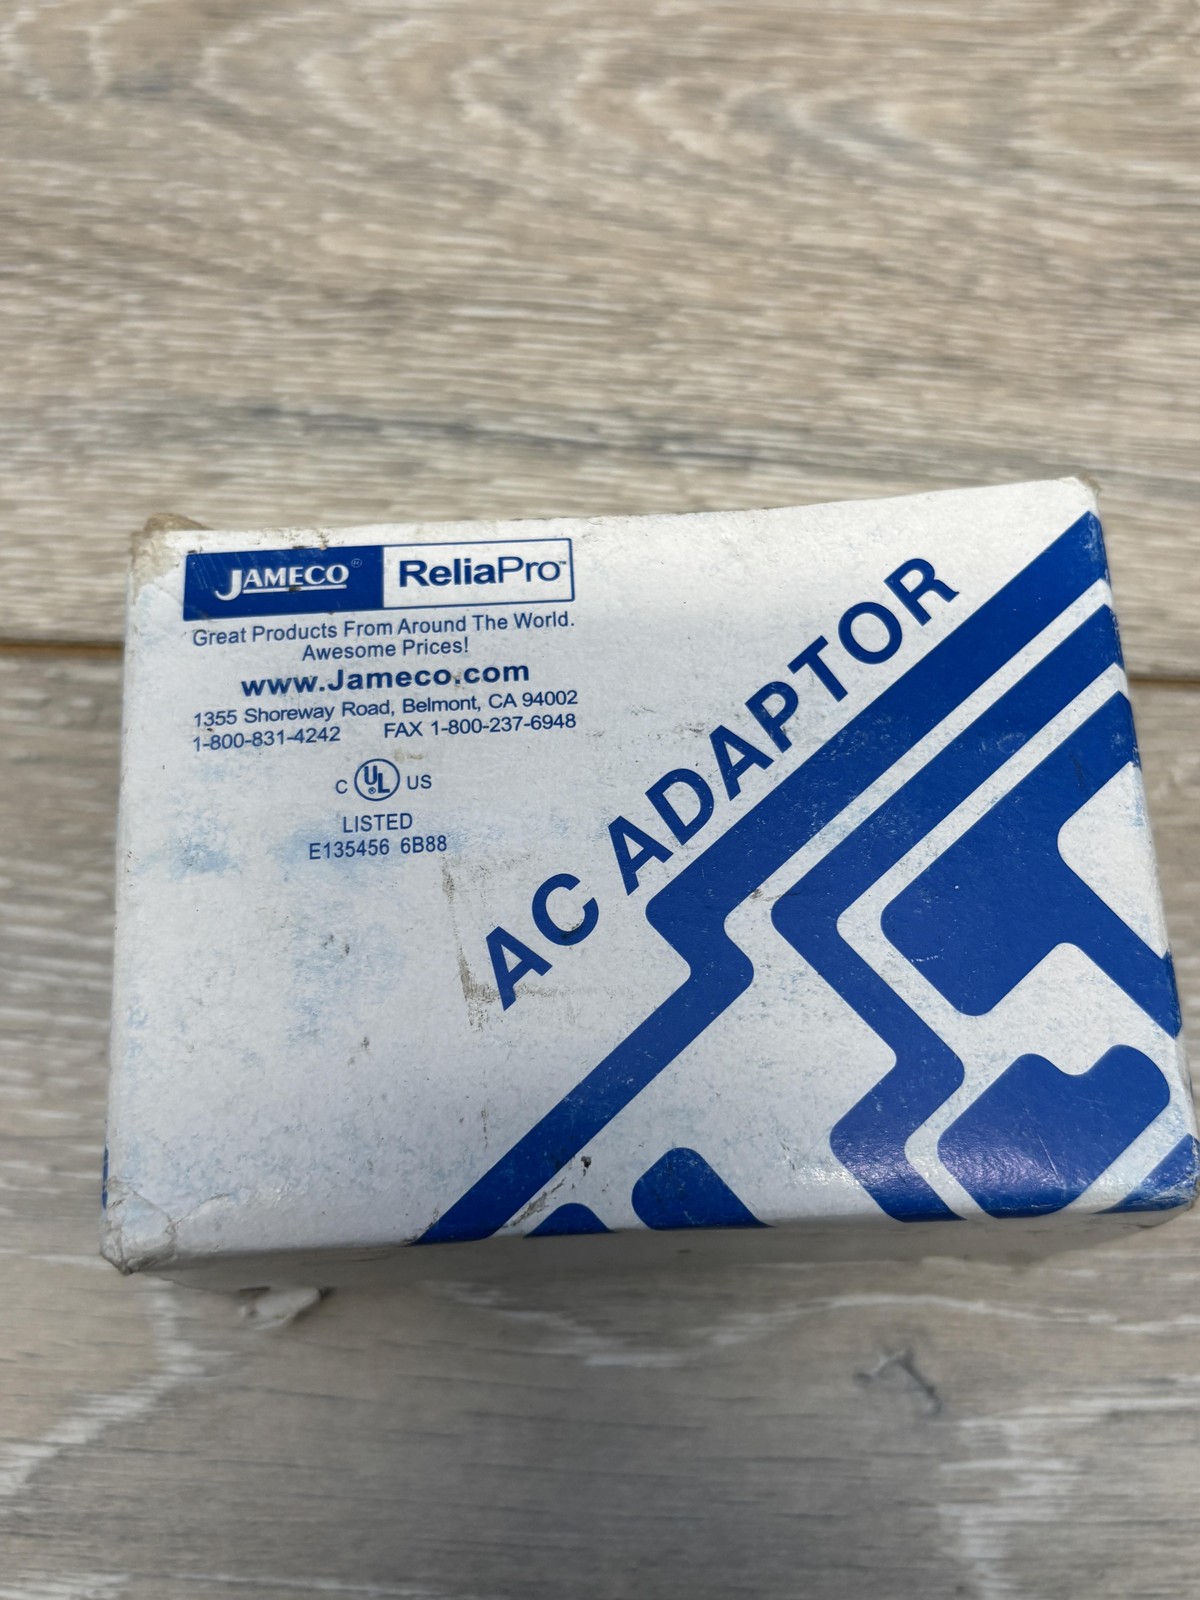 JAMECO® ReliaPro™
Great Products From Around The World.
Awesome Prices!
www.Jameco.com
1355 Shoreway Road, Belmont, CA 94002
1-800-831-4242 FAX 1-800-237-6948
C UL® US
LISTED
E135456 6B88
AC ADAPTOR